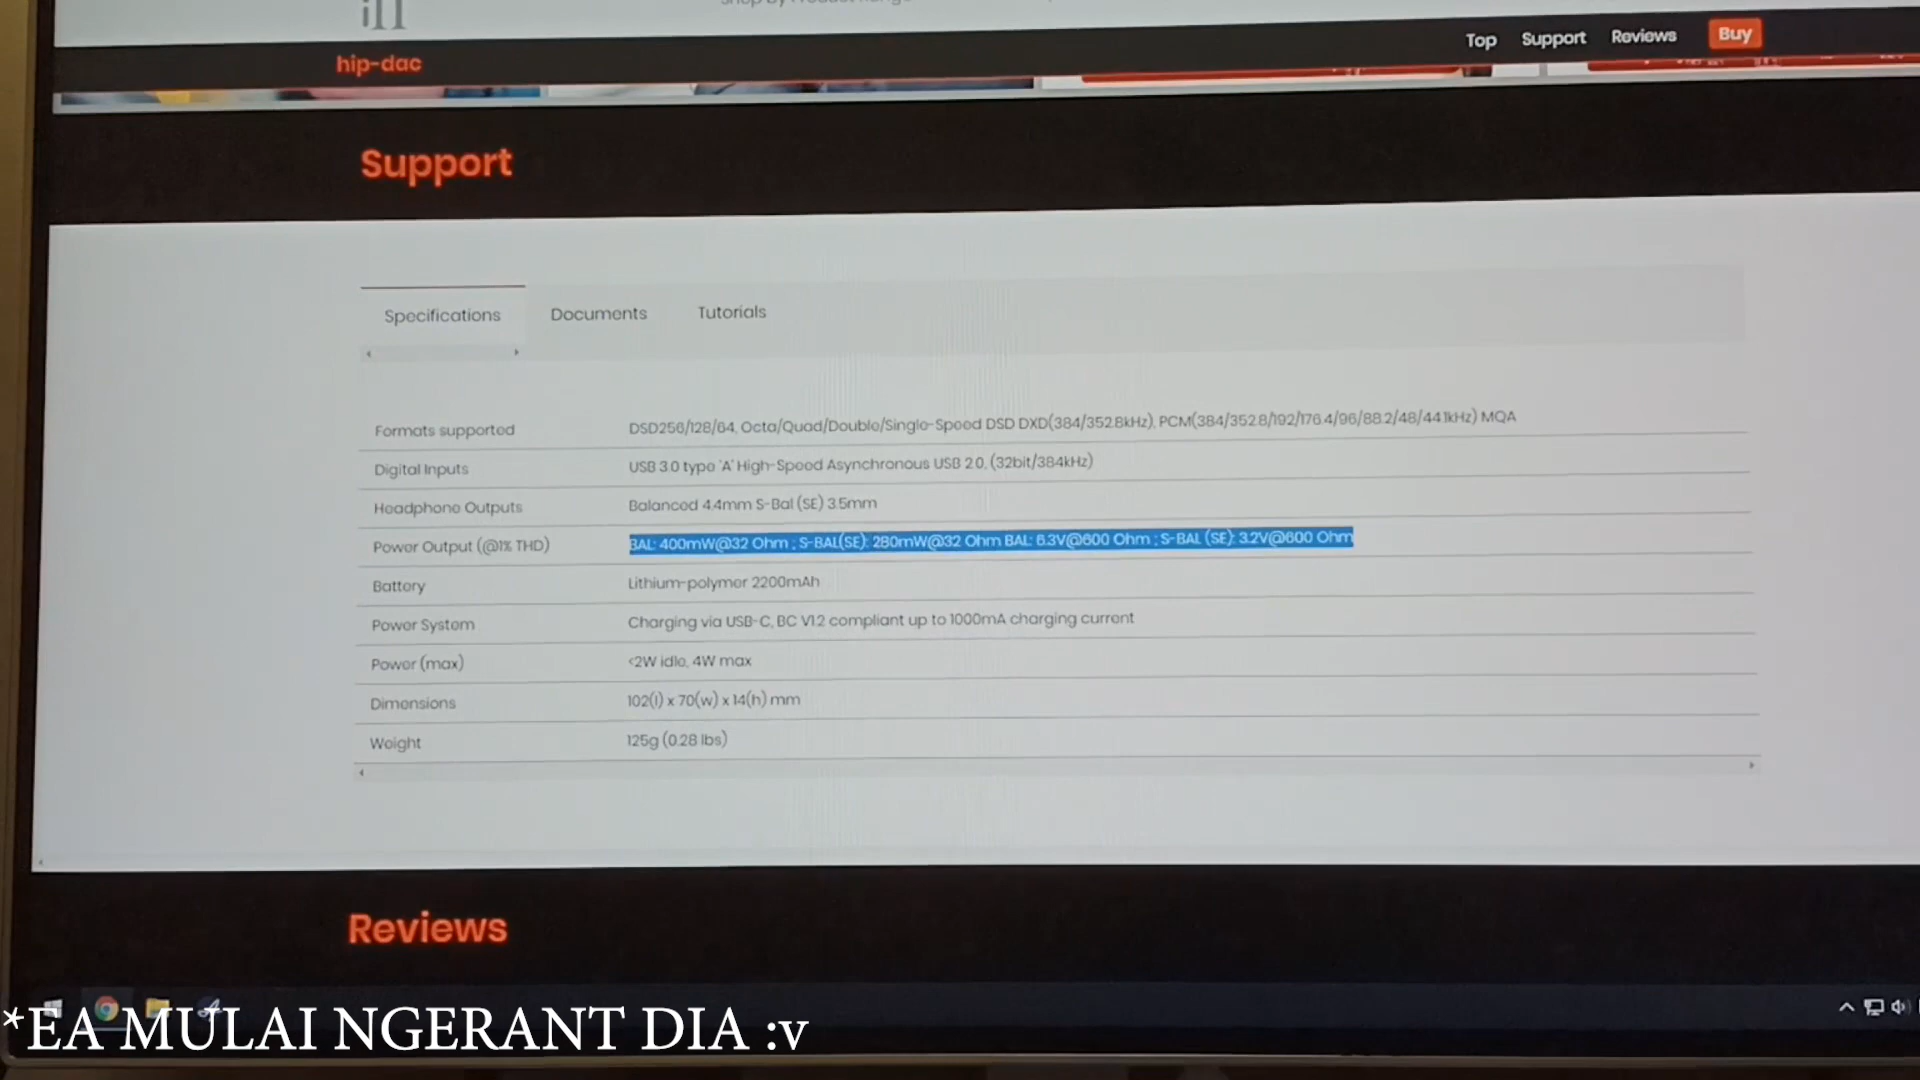 hip-dac
Top Support Reviews Buy
Support
Specifications Documents Tutorials
Formats supported DSD256/128/64, Octa/Quad/Double/Single-Speed DSD DXD(384/352.8kHz), PCM(384/352.8/192/176.4/96/88.2/48/44.1kHz) MQA
Digital Inputs USB 3.0 type 'A' High-Speed Asynchronous USB 2.0, (32bit/384kHz)
Headphone Outputs Balanced 4.4mm S-Bal (SE) 3.5mm
Power Output (@1% THD) BAL: 400mW@32 Ohm ; S-BAL(SE): 280mW@32 Ohm BAL: 6.3V@600 Ohm ; S-BAL (SE): 3.2V@600 Ohm
Battery Lithium-polymer 2200mAh
Power System Charging via USB-C, BC V1.2 compliant up to 1000mA charging current
Power (max) <2W idle, 4W max
Dimensions 102(l) x 70(w) x 14(h) mm
Weight 125g (0.28 lbs)
Reviews
*EA MULAI NGERANT DIA :v